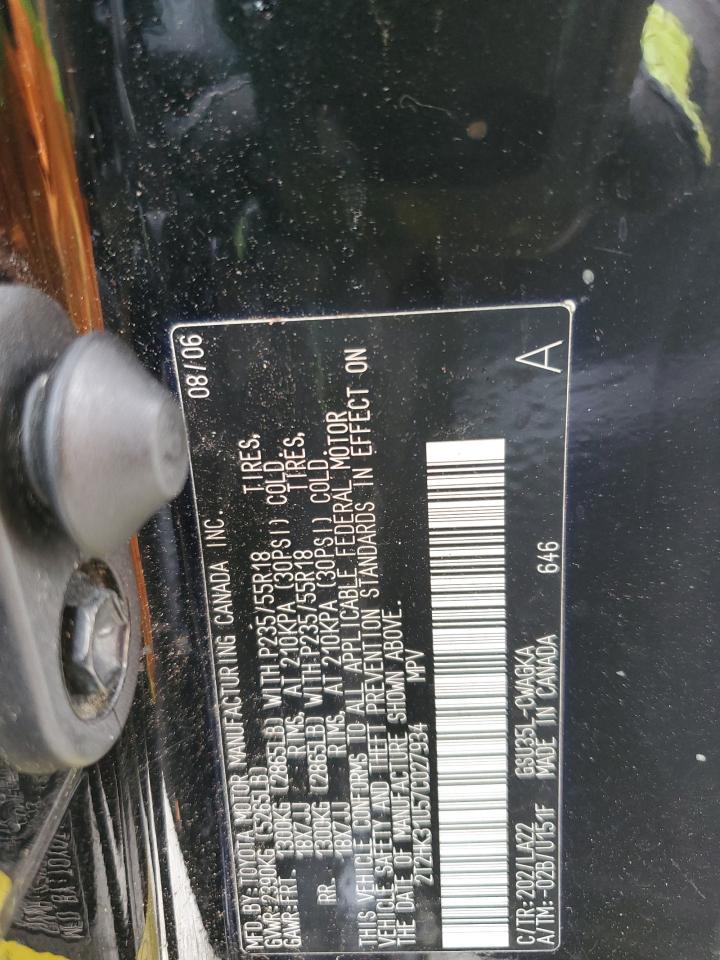 MFD. BY: TOYOTA MOTOR MANUFACTURING CANADA INC. 08/06
GVWR: 2390KG (5265LB)
GAWR: FRT. 1300KG (2865LB) WITH P235/55R18 TIRES,
18X7JJ RIMS, AT 210KPA (30PSI) COLD.
RR. 1300KG (2865LB) WITH P235/55R18 TIRES,
18X7JJ RIMS, AT 210KPA (30PSI) COLD.
THIS VEHICLE CONFORMS TO ALL APPLICABLE FEDERAL MOTOR
VEHICLE SAFETY AND THEFT PREVENTION STANDARDS IN EFFECT ON
THE DATE OF MANUFACTURE SHOWN ABOVE.
2T2HK31U57C027934 MPV
C/TR:202/LA22 GSU35L-CWAGKA
A/TM:-02B/U151F MADE IN CANADA 646 A